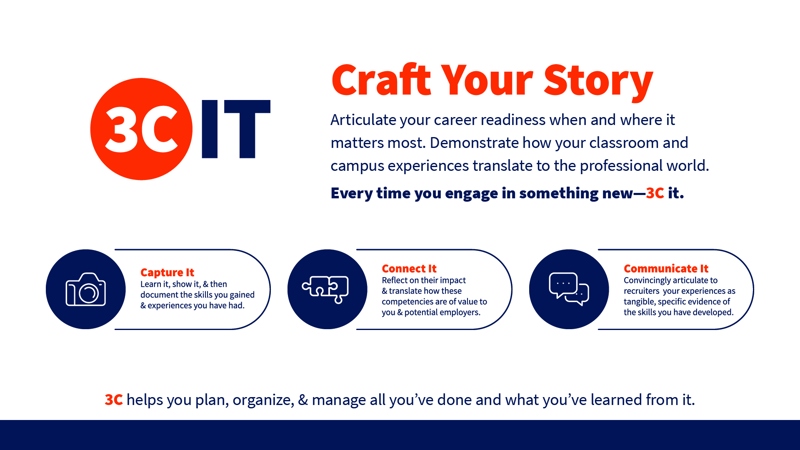 3C IT
Craft Your Story
Articulate your career readiness when and where it
matters most. Demonstrate how your classroom and
campus experiences translate to the professional world.
Every time you engage in something new—3C it.
Capture It
Learn it, show it, & then
document the skills you gained
& experiences you have had.
Connect It
Reflect on their impact
& translate how these
competencies are of value to
you & potential employers.
Communicate It
Convincingly articulate to
recruiters your experiences as
tangible, specific evidence of
the skills you have developed.
3C helps you plan, organize, & manage all you’ve done and what you’ve learned from it.